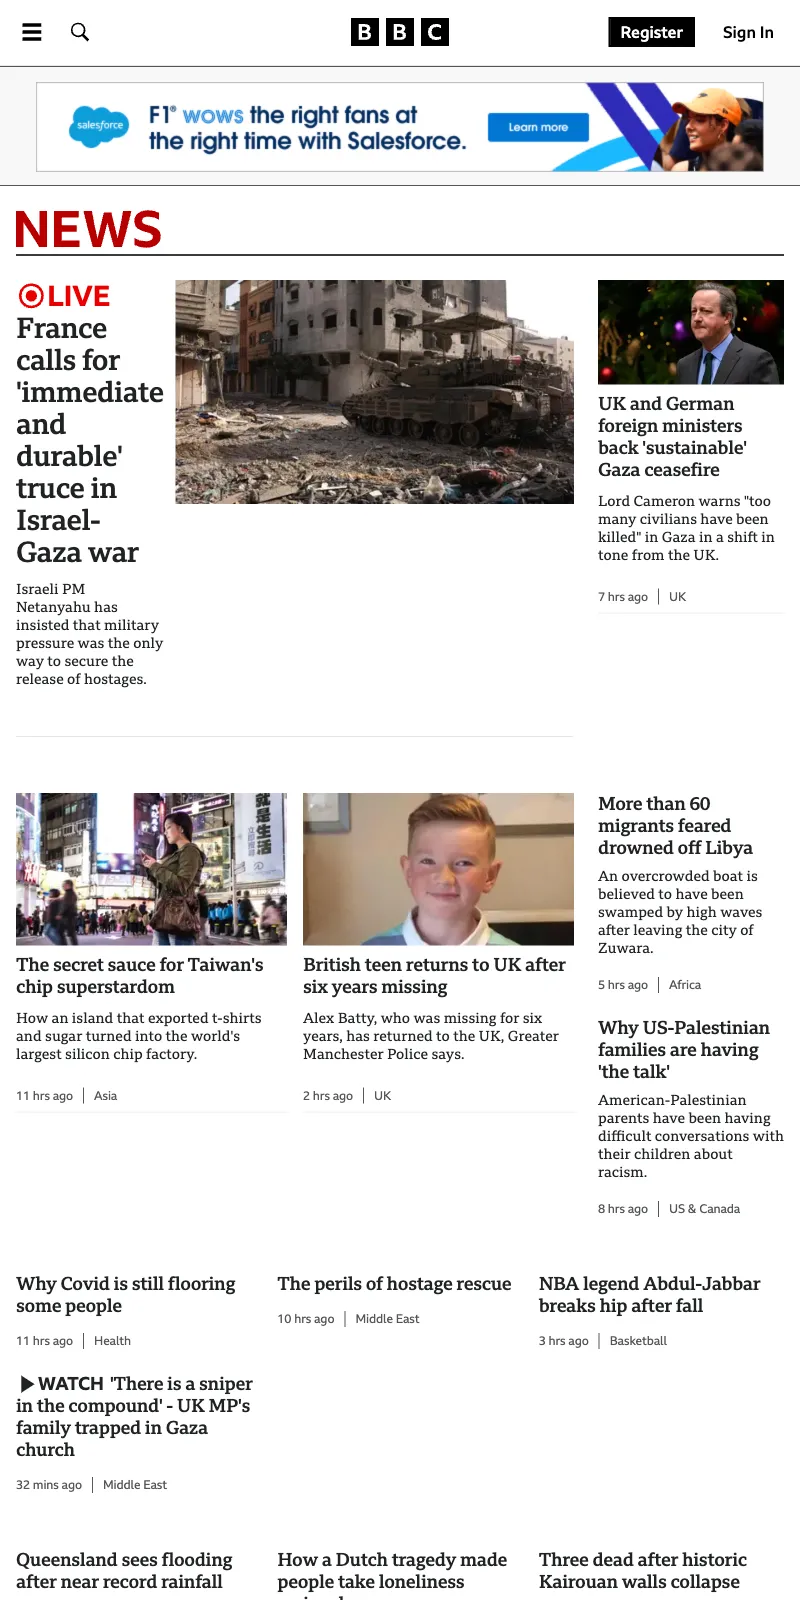 BBC
Register
Sign In
salesforce
F1® wows the right fans at
the right time with Salesforce.
Learn more
NEWS
LIVE
France
calls for
'immediate
and
durable'
truce in
Israel-
Gaza war
Israeli PM
Netanyahu has
insisted that military
pressure was the only
way to secure the
release of hostages.
UK and German
foreign ministers
back 'sustainable'
Gaza ceasefire
Lord Cameron warns "too
many civilians have been
killed" in Gaza in a shift in
tone from the UK.
7 hrs ago | UK
就是生活
The secret sauce for Taiwan's
chip superstardom
How an island that exported t-shirts
and sugar turned into the world's
largest silicon chip factory.
11 hrs ago | Asia
British teen returns to UK after
six years missing
Alex Batty, who was missing for six
years, has returned to the UK, Greater
Manchester Police says.
2 hrs ago | UK
More than 60
migrants feared
drowned off Libya
An overcrowded boat is
believed to have been
swamped by high waves
after leaving the city of
Zuwara.
5 hrs ago | Africa
Why US-Palestinian
families are having
'the talk'
American-Palestinian
parents have been having
difficult conversations with
their children about
racism.
8 hrs ago | US & Canada
Why Covid is still flooring
some people
11 hrs ago | Health
The perils of hostage rescue
10 hrs ago | Middle East
NBA legend Abdul-Jabbar
breaks hip after fall
3 hrs ago | Basketball
WATCH 'There is a sniper
in the compound' - UK MP's
family trapped in Gaza
church
32 mins ago | Middle East
Queensland sees flooding
after near record rainfall
How a Dutch tragedy made
people take loneliness
Three dead after historic
Kairouan walls collapse